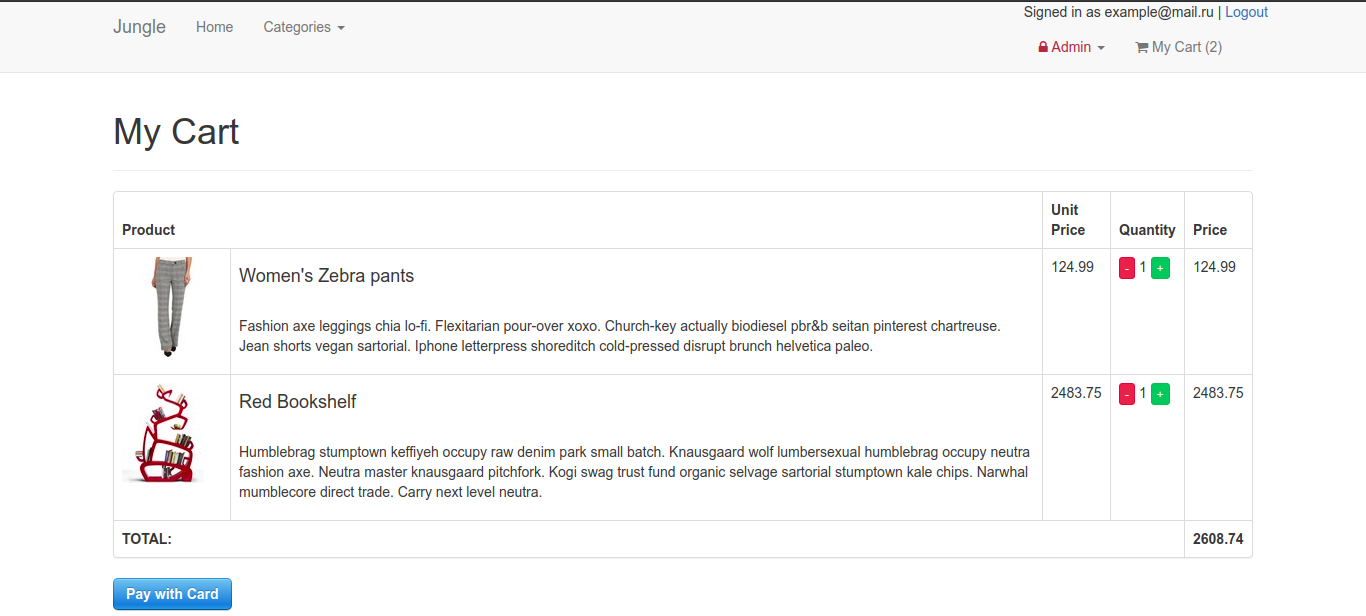 Signed in as example@mail.ru | Logout
Jungle Home Categories
Admin My Cart (2)
My Cart
Product Unit Price Quantity Price
Women's Zebra pants 124.99 - 1 + 124.99
Fashion axe leggings chia lo-fi. Flexitarian pour-over xoxo. Church-key actually biodiesel pbr&b seitan pinterest chartreuse.
Jean shorts vegan sartorial. Iphone letterpress shoreditch cold-pressed disrupt brunch helvetica paleo.
Red Bookshelf 2483.75 - 1 + 2483.75
Humblebrag stumptown keffiyeh occupy raw denim park small batch. Knausgaard wolf lumbersexual humblebrag occupy neutra
fashion axe. Neutra master knausgaard pitchfork. Kogi swag trust fund organic selvage sartorial stumptown kale chips. Narwhal
mumblecore direct trade. Carry next level neutra.
TOTAL: 2608.74
Pay with Card